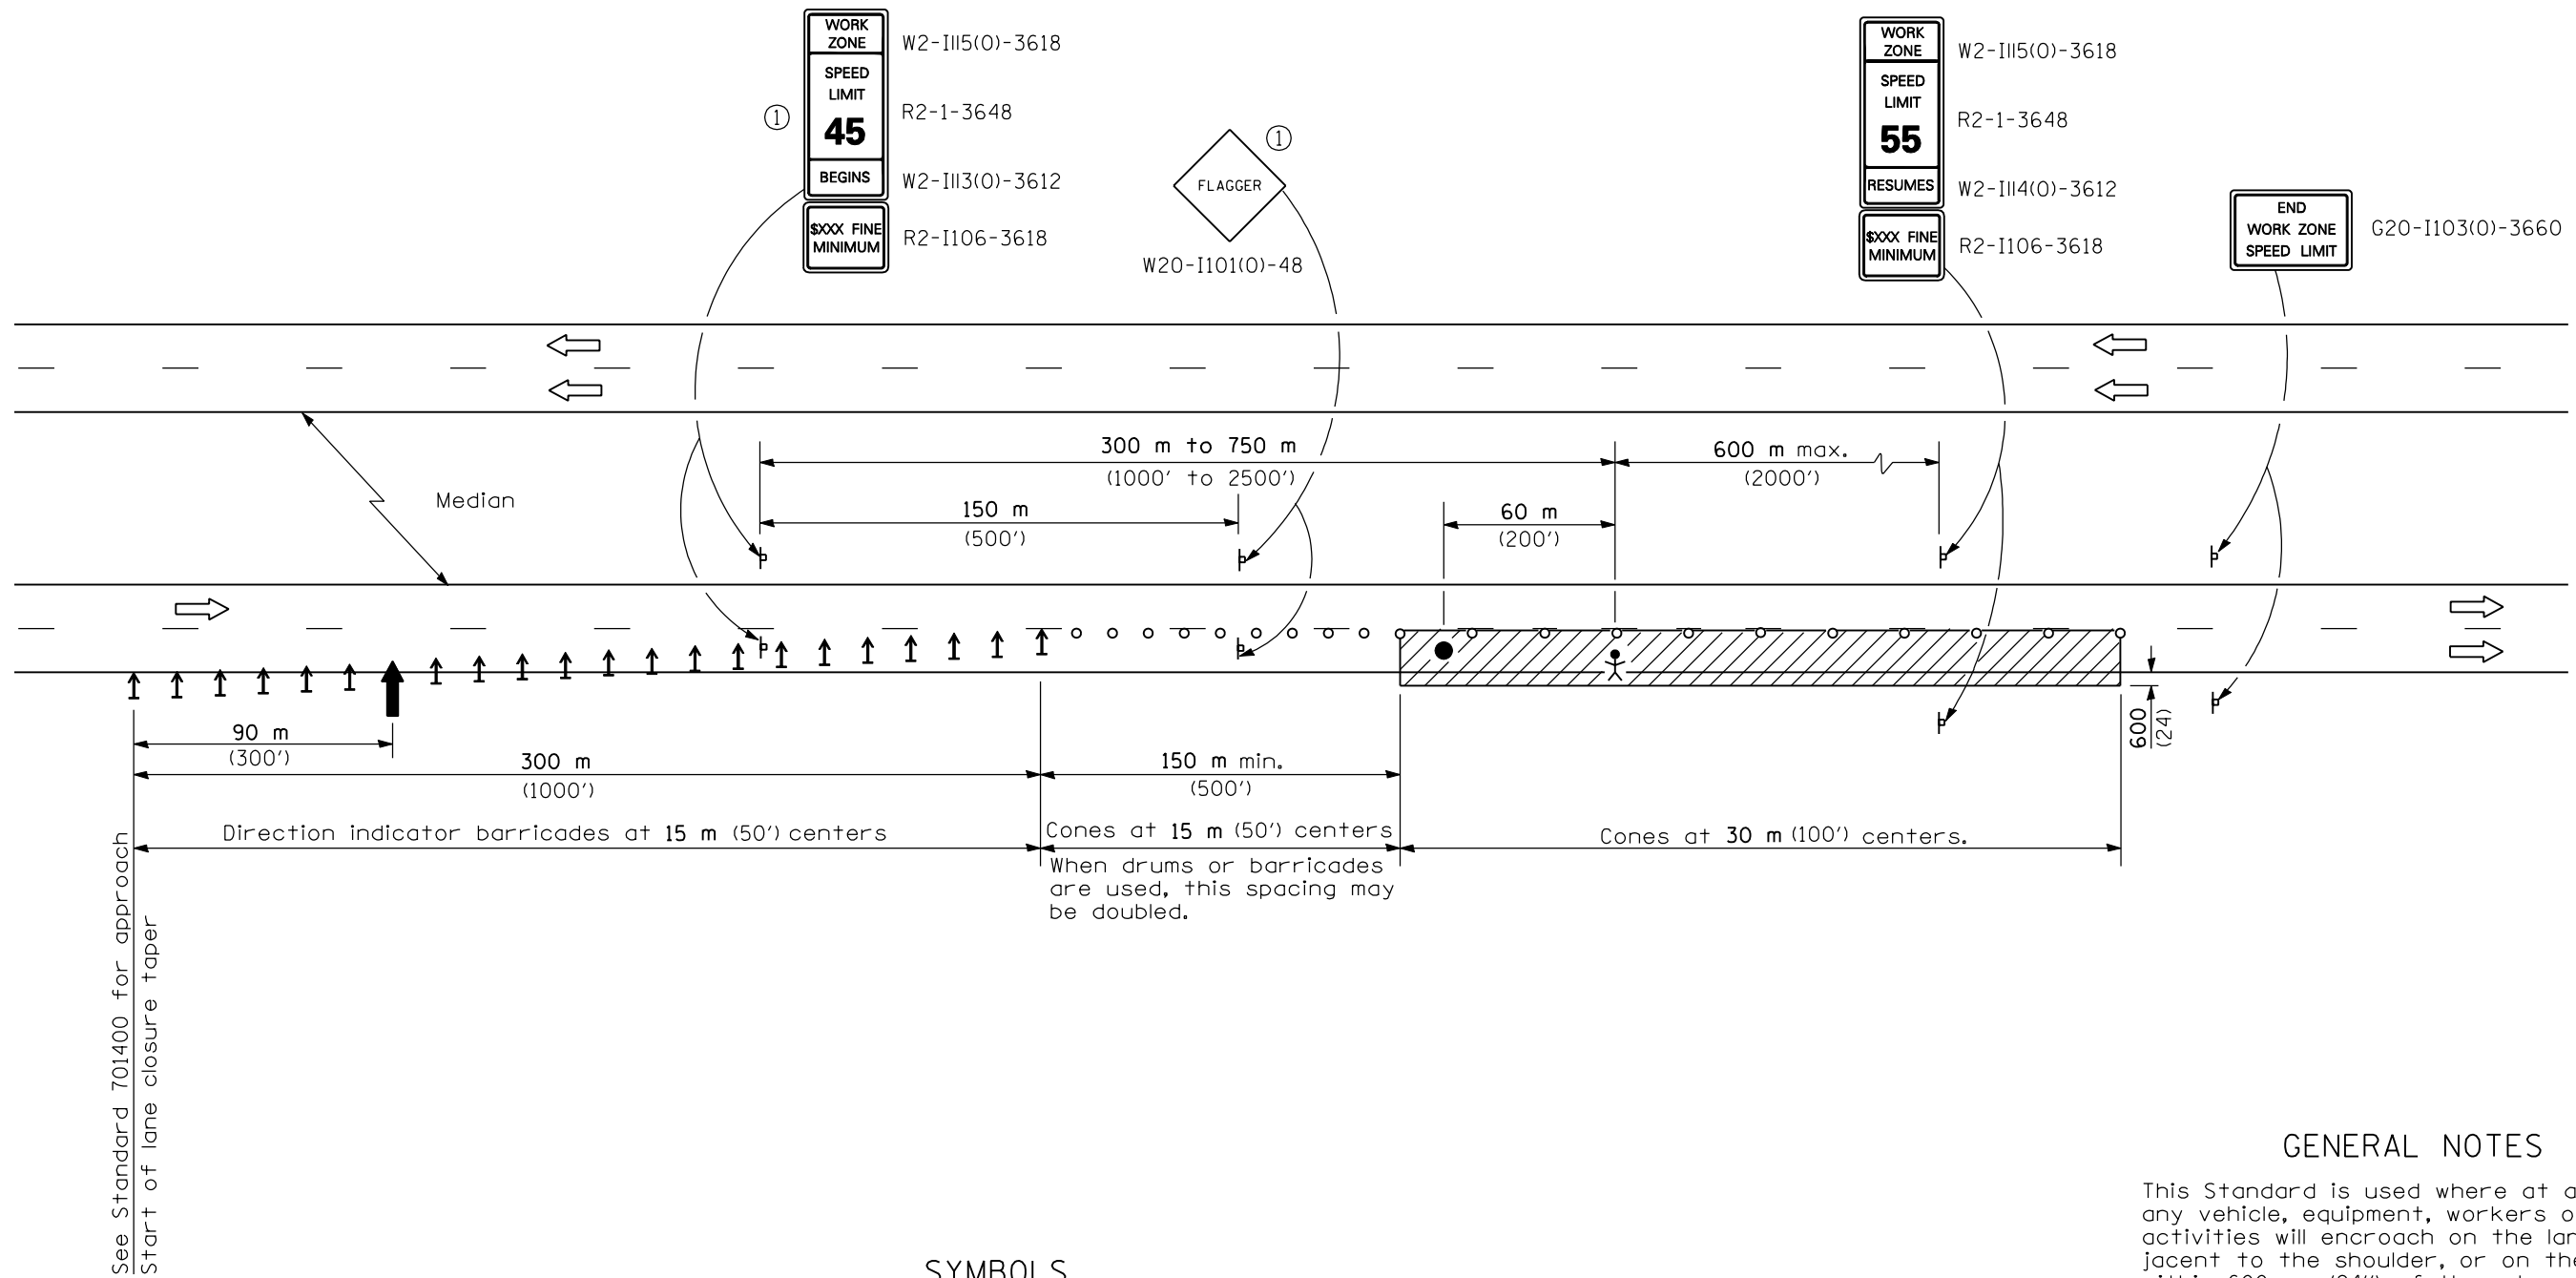 WORK
ZONE
SPEED
LIMIT
45
BEGINS
$XXX FINE
MINIMUM
W2-I115(O)-3618
R2-1-3648
W2-I113(O)-3612
R2-I106-3618
1
FLAGGER
1
W20-I101(O)-48
WORK
ZONE
SPEED
LIMIT
55
RESUMES
$XXX FINE
MINIMUM
W2-I115(O)-3618
R2-1-3648
W2-I114(O)-3612
R2-I106-3618
END
WORK ZONE
SPEED LIMIT
G20-I103(O)-3660
Median
300 m to 750 m
(1000' to 2500')
600 m max.
(2000')
150 m
(500')
60 m
(200')
90 m
(300')
300 m
(1000')
150 m min.
(500')
600
(24)
Direction indicator barricades at 15 m (50') centers
Cones at 15 m (50') centers
When drums or barricades
are used, this spacing may
be doubled.
Cones at 30 m (100') centers.
See Standard 701400 for approach
Start of lane closure taper
SYMBOLS
GENERAL NOTES
This Standard is used where at a
any vehicle, equipment, workers o
activities will encroach on the lan
jacent to the shoulder, or on the